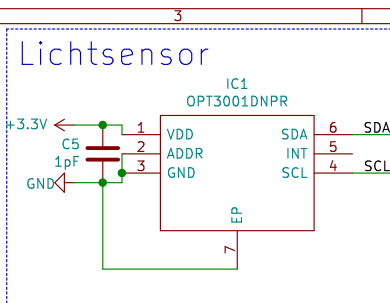 3
Lichtsensor
IC1
OPT3001DNPR
+3.3V
1 VDD SDA 6 SDA
C5
2 ADDR INT 5
1pF
3 GND SCL 4 SCL
GND
EP
7